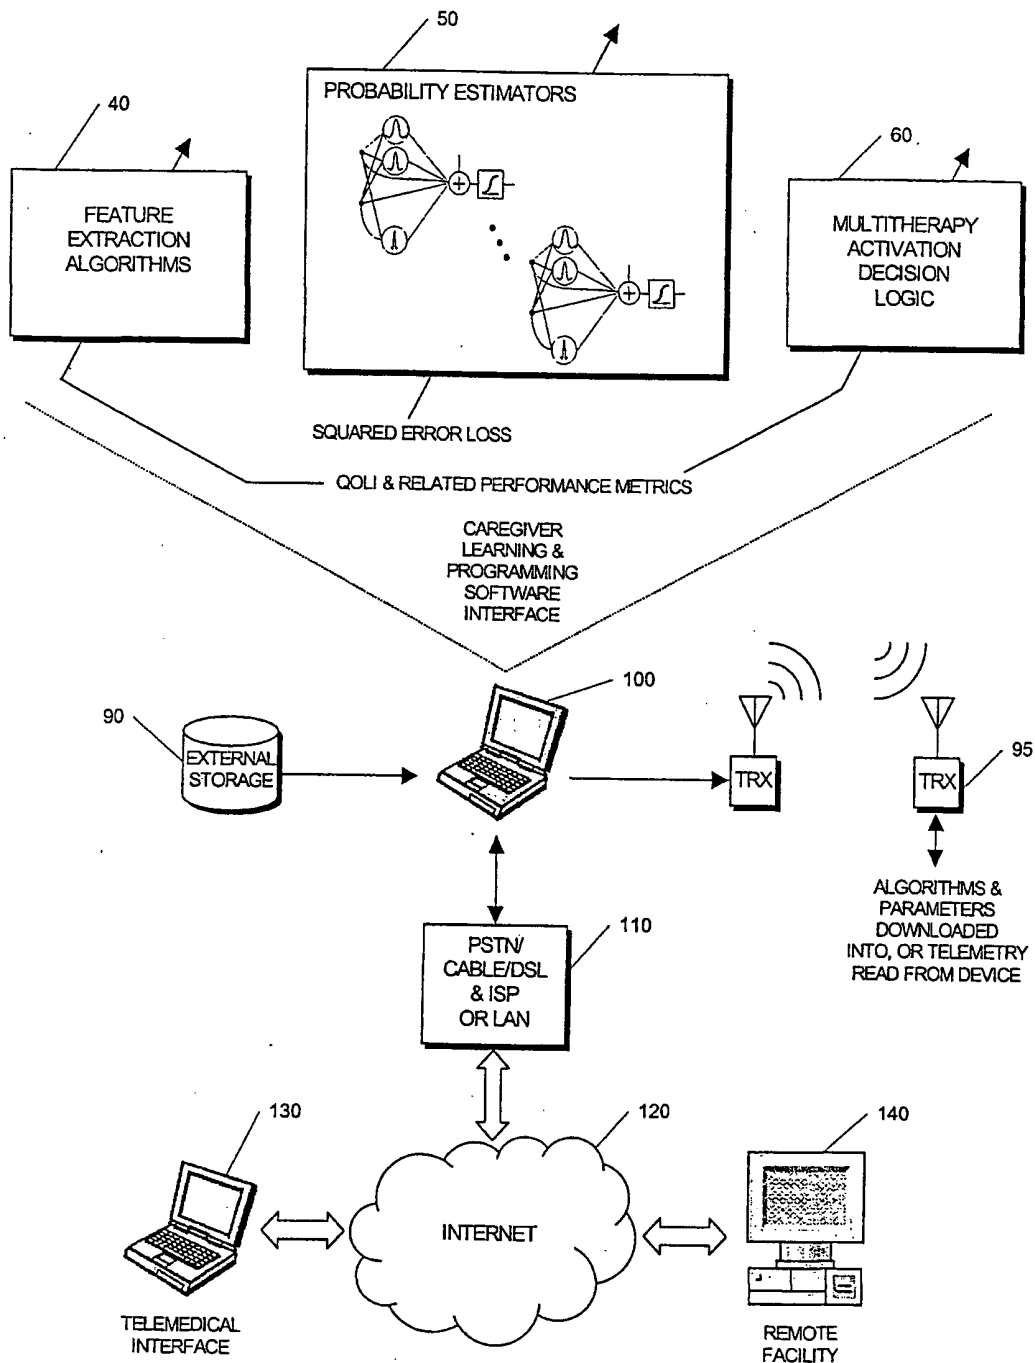 50
PROBABILITY ESTIMATORS
40
FEATURE
EXTRACTION
ALGORITHMS
60
MULTITHERAPY
ACTIVATION
DECISION
LOGIC
SQUARED ERROR LOSS
QOLI & RELATED PERFORMANCE METRICS
CAREGIVER
LEARNING &
PROGRAMMING
SOFTWARE
INTERFACE
100
90
EXTERNAL
STORAGE
TRX
TRX
95
ALGORITHMS &
PARAMETERS
DOWNLOADED
INTO, OR TELEMETRY
READ FROM DEVICE
110
PSTN/
CABLE/DSL
& ISP
OR LAN
130
120
140
INTERNET
TELEMEDICAL
INTERFACE
REMOTE
FACILITY